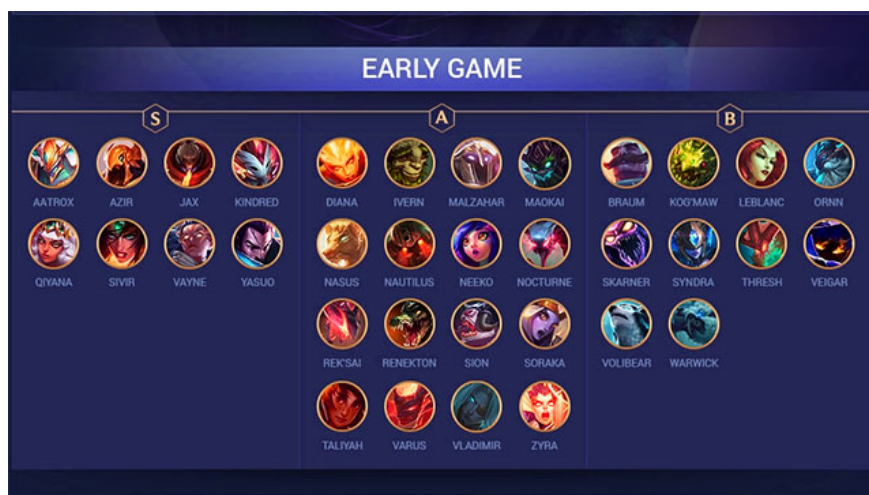 EARLY GAME
S A B
AATROX AZIR JAX KINDRED DIANA IVERN MALZAHAR MAOKAI BRAUM KOG'MAW LEBLANC ORNN
QIYANA SIVIR VAYNE YASUO NASUS NAUTILUS NEEKO NOCTURNE SKARNER SYNDRA THRESH VEIGAR
REK'SAI RENEKTON SION SORAKA VOLIBEAR WARWICK
TALIYAH VARUS VLADIMIR ZYRA